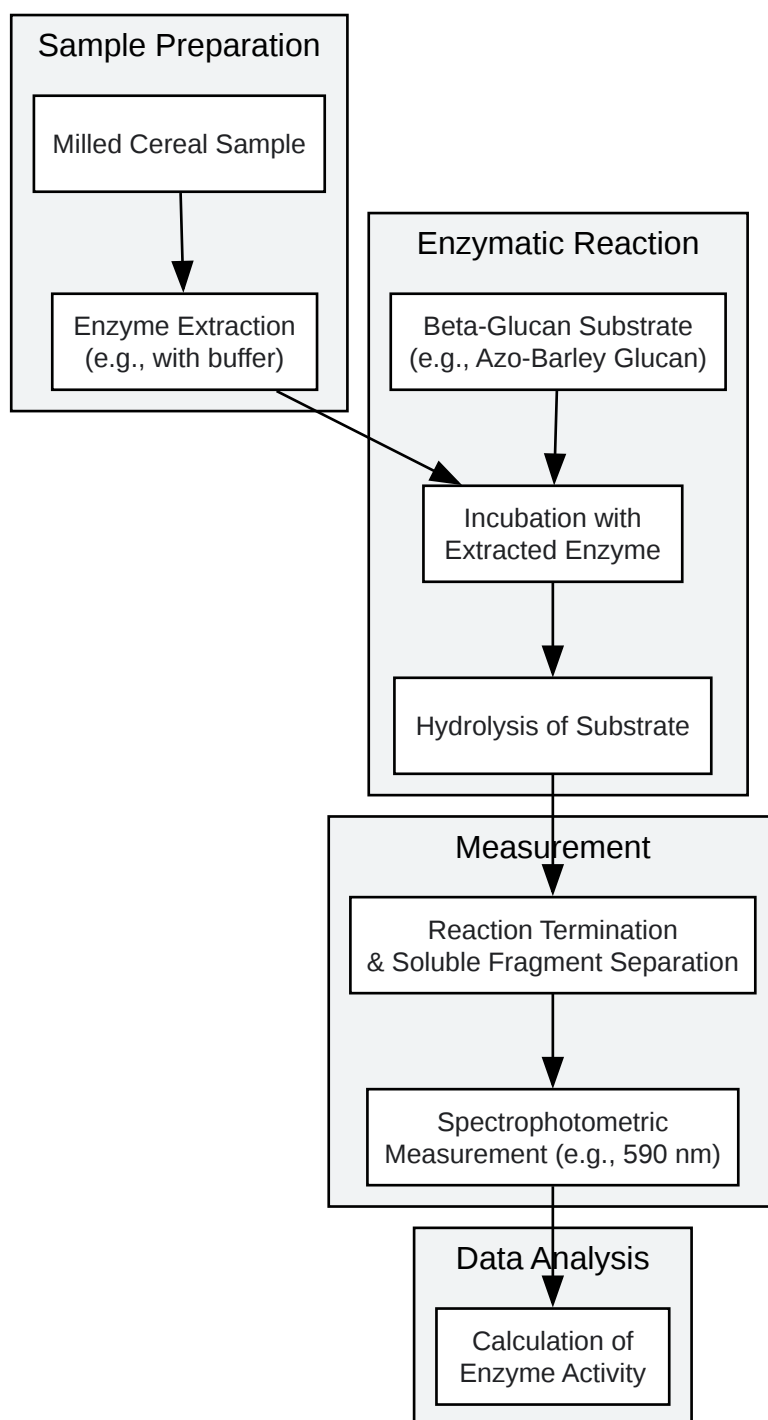 Sample Preparation
Milled Cereal Sample
Enzyme Extraction
(e.g., with buffer)
Enzymatic Reaction
Beta-Glucan Substrate
(e.g., Azo-Barley Glucan)
Incubation with
Extracted Enzyme
Hydrolysis of Substrate
Measurement
Reaction Termination
& Soluble Fragment Separation
Spectrophotometric
Measurement (e.g., 590 nm)
Data Analysis
Calculation of
Enzyme Activity